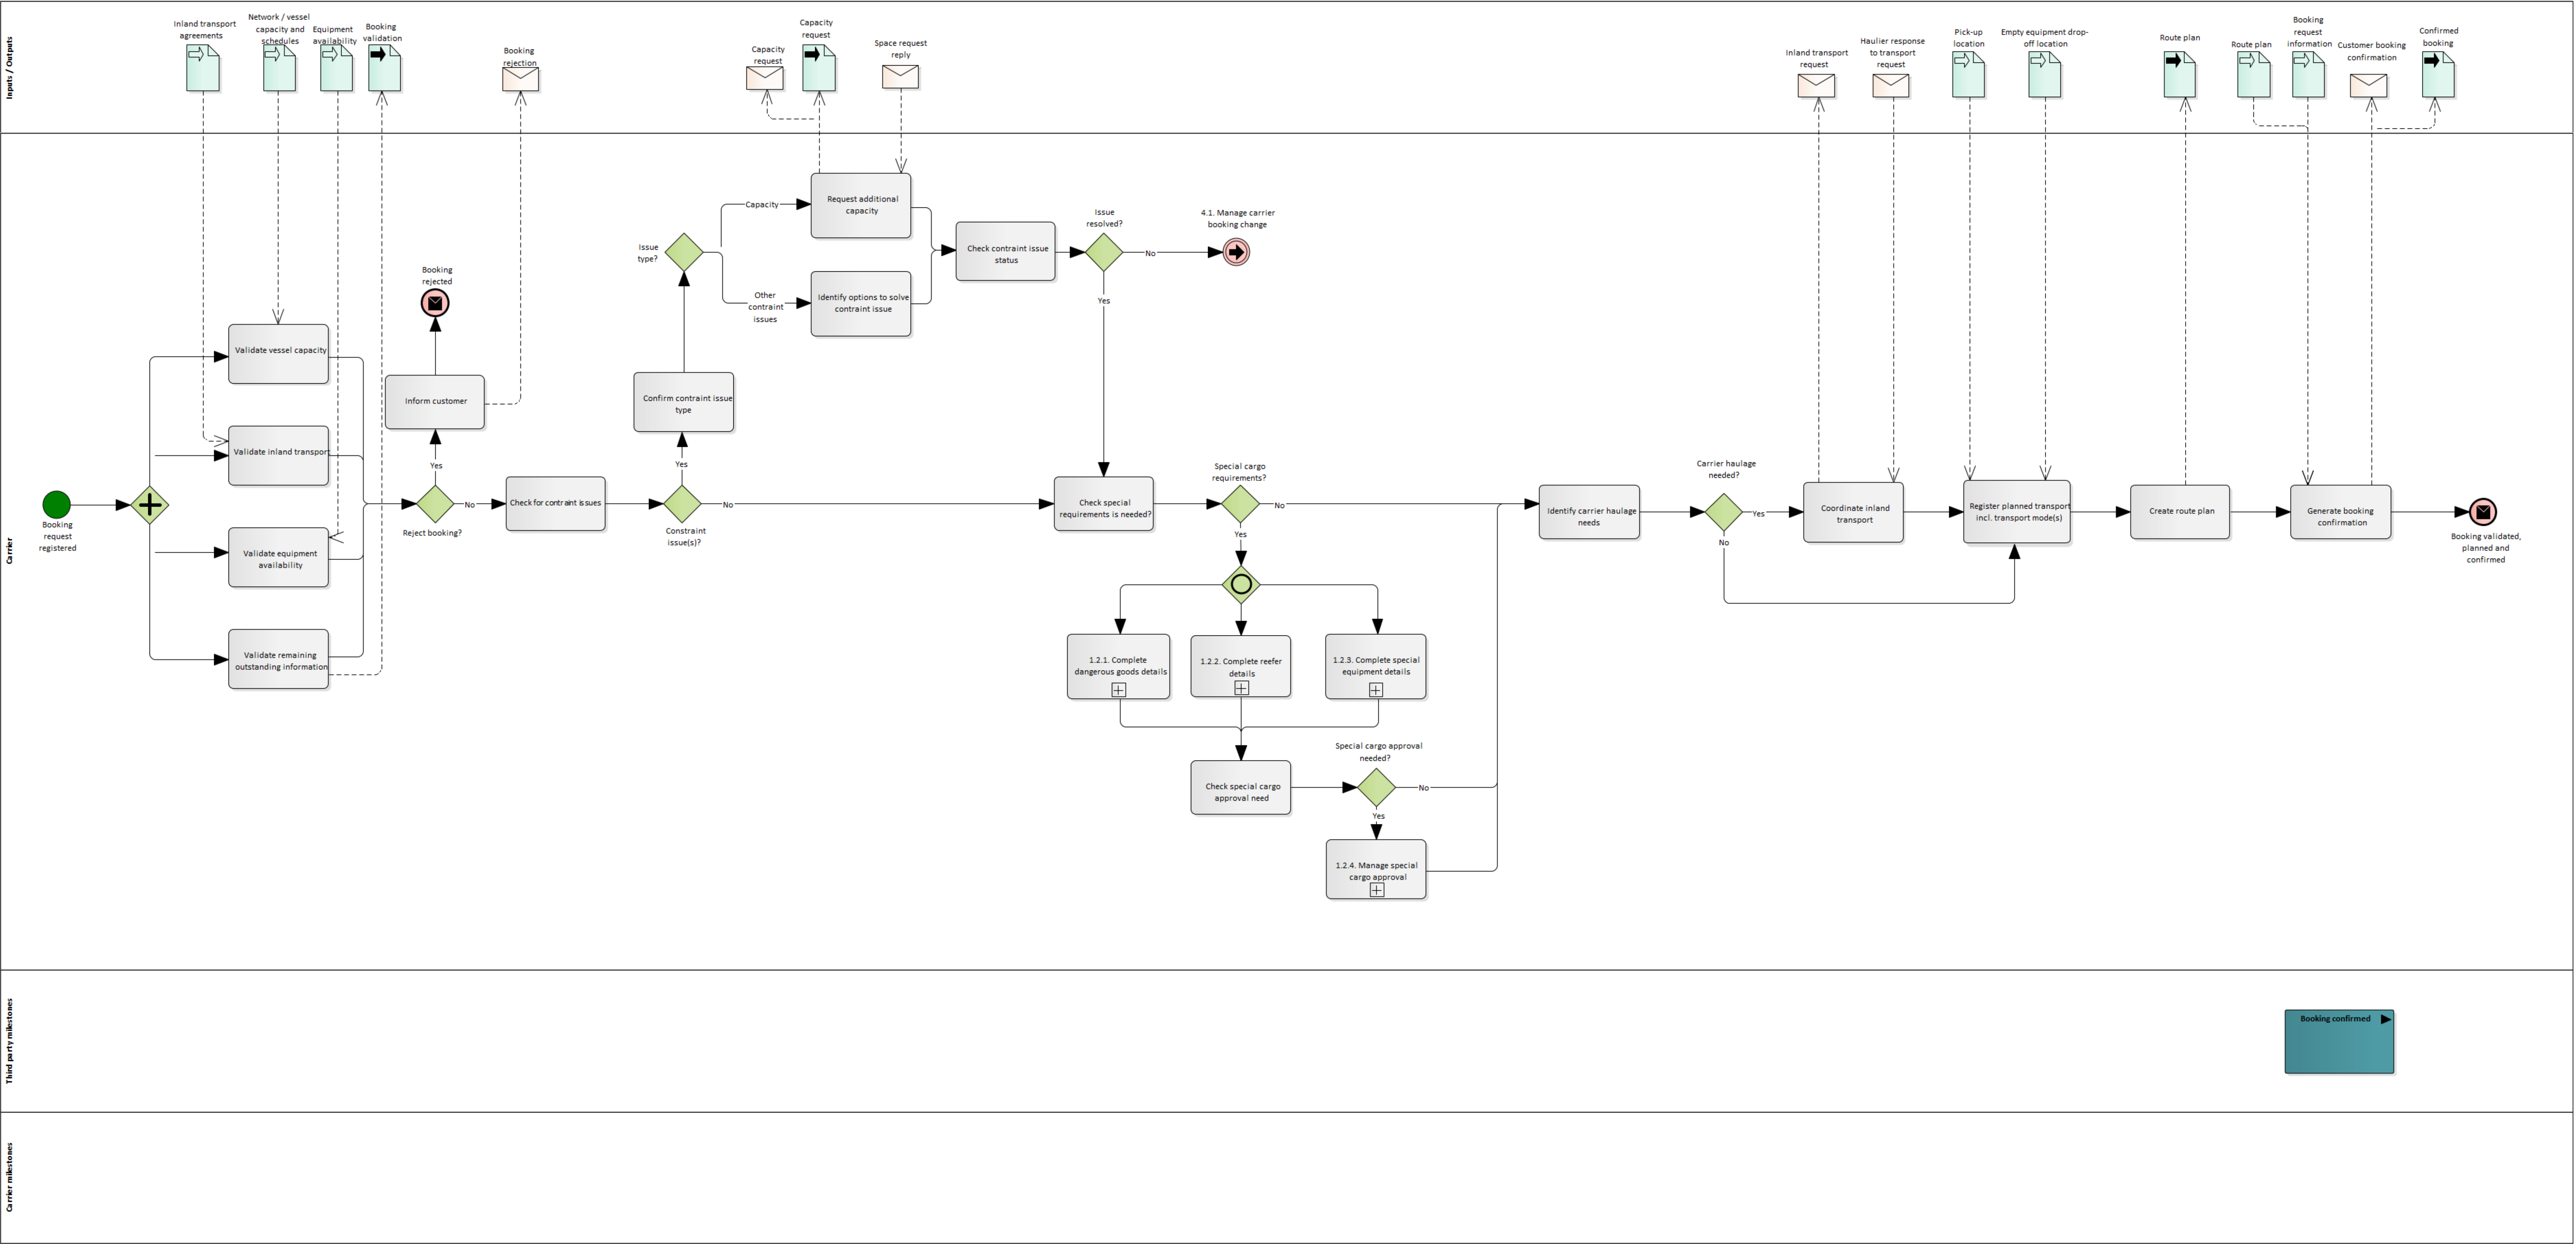 Inputs / Outputs
Inland transport
agreements
Network / vessel
capacity and
schedules
Equipment
availability
Booking
validation
Booking
rejection
Capacity
request
Capacity
request
Space request
reply
Inland transport
request
Haulier response
to transport
request
Pick-up
location
Empty equipment drop-
off location
Route plan
Route plan
Booking
request
information
Customer booking
confirmation
Confirmed
booking
Carrier
Booking
request
registered
Validate vessel capacity
Validate inland transport
Validate equipment
availability
Validate remaining
outstanding information
Booking
rejected
Inform customer
Yes
Reject booking?
No
Check for contraint issues
Constraint
issue(s)?
Yes
No
Confirm contraint issue
type
Issue
type?
Capacity
Other
contraint
issues
Request additional
capacity
Identify options to solve
contraint issue
Check contraint issue
status
Issue
resolved?
No
Yes
4.1. Manage carrier
booking change
Check special
requirements is needed?
Special cargo
requirements?
No
Yes
1.2.1. Complete
dangerous goods details
1.2.2. Complete reefer
details
1.2.3. Complete special
equipment details
Check special cargo
approval need
Special cargo approval
needed?
No
Yes
1.2.4. Manage special
cargo approval
Identify carrier haulage
needs
Carrier haulage
needed?
Yes
No
Coordinate inland
transport
Register planned transport
incl. transport mode(s)
Create route plan
Generate booking
confirmation
Booking validated,
planned and
confirmed
Third party milestones
Booking confirmed
Carrier milestones